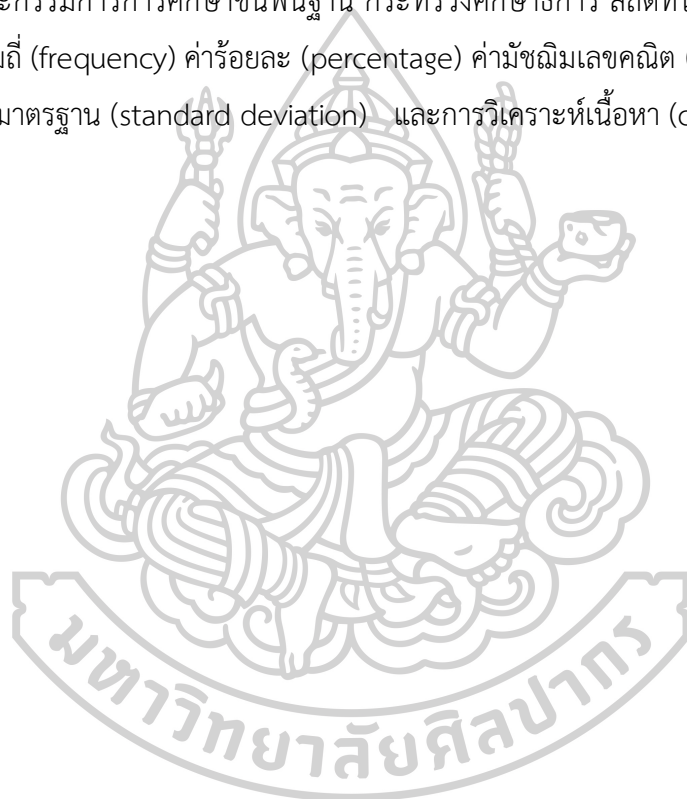 ะกรรมการการศึกษาขั้นพื้นฐาน กระทรวงศึกษาธิการ
มถี่ (frequency) ค่าร้อยละ (percentage) ค่ามัชฌิมเลขคณิต (
มาตรฐาน (standard deviation) และการวิเคราะห์เนื้อหา (c
มหาวิทยาลัยศิลปากร